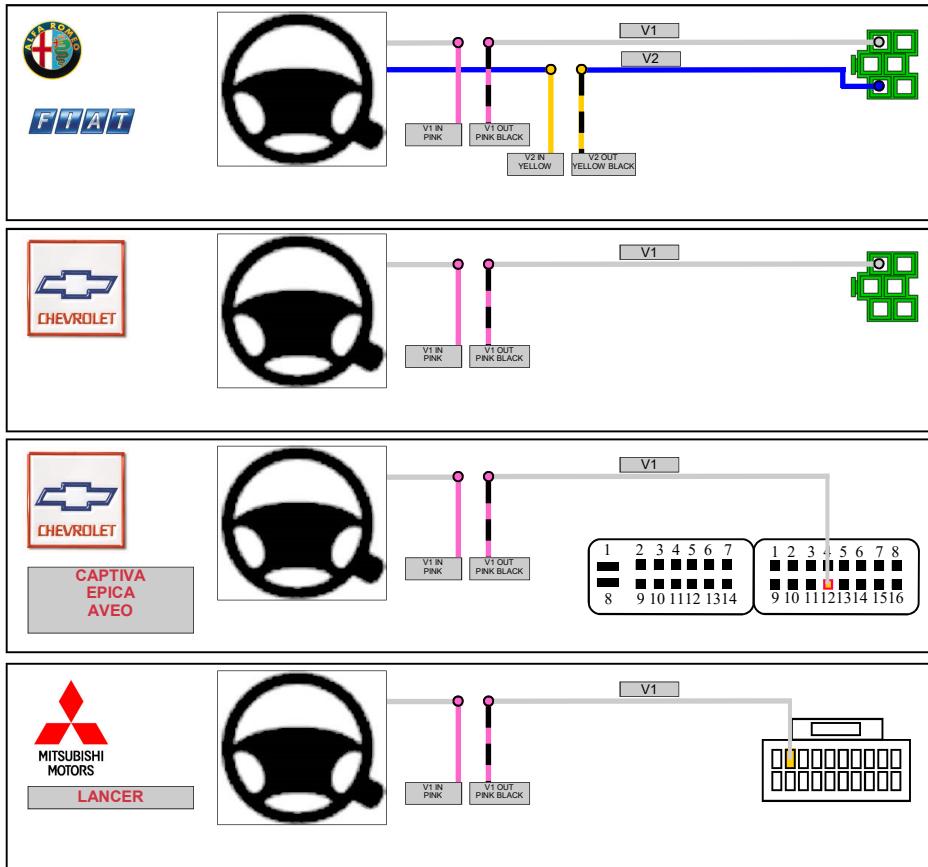 ALFA ROMEO
FIAT
V1
V2
V1 IN
PINK
V1 OUT
PINK BLACK
V2 IN
YELLOW
V2 OUT
YELLOW BLACK
CHEVROLET
V1
V1 IN
PINK
V1 OUT
PINK BLACK
CHEVROLET
CAPTIVA
EPICA
AVEO
V1
V1 IN
PINK
V1 OUT
PINK BLACK
1 2 3 4 5 6 7
8 9 10 11 12 13 14
1 2 3 4 5 6 7 8
9 10 11 12 13 14 15 16
MITSUBISHI
MOTORS
LANCER
V1
V1 IN
PINK
V1 OUT
PINK BLACK